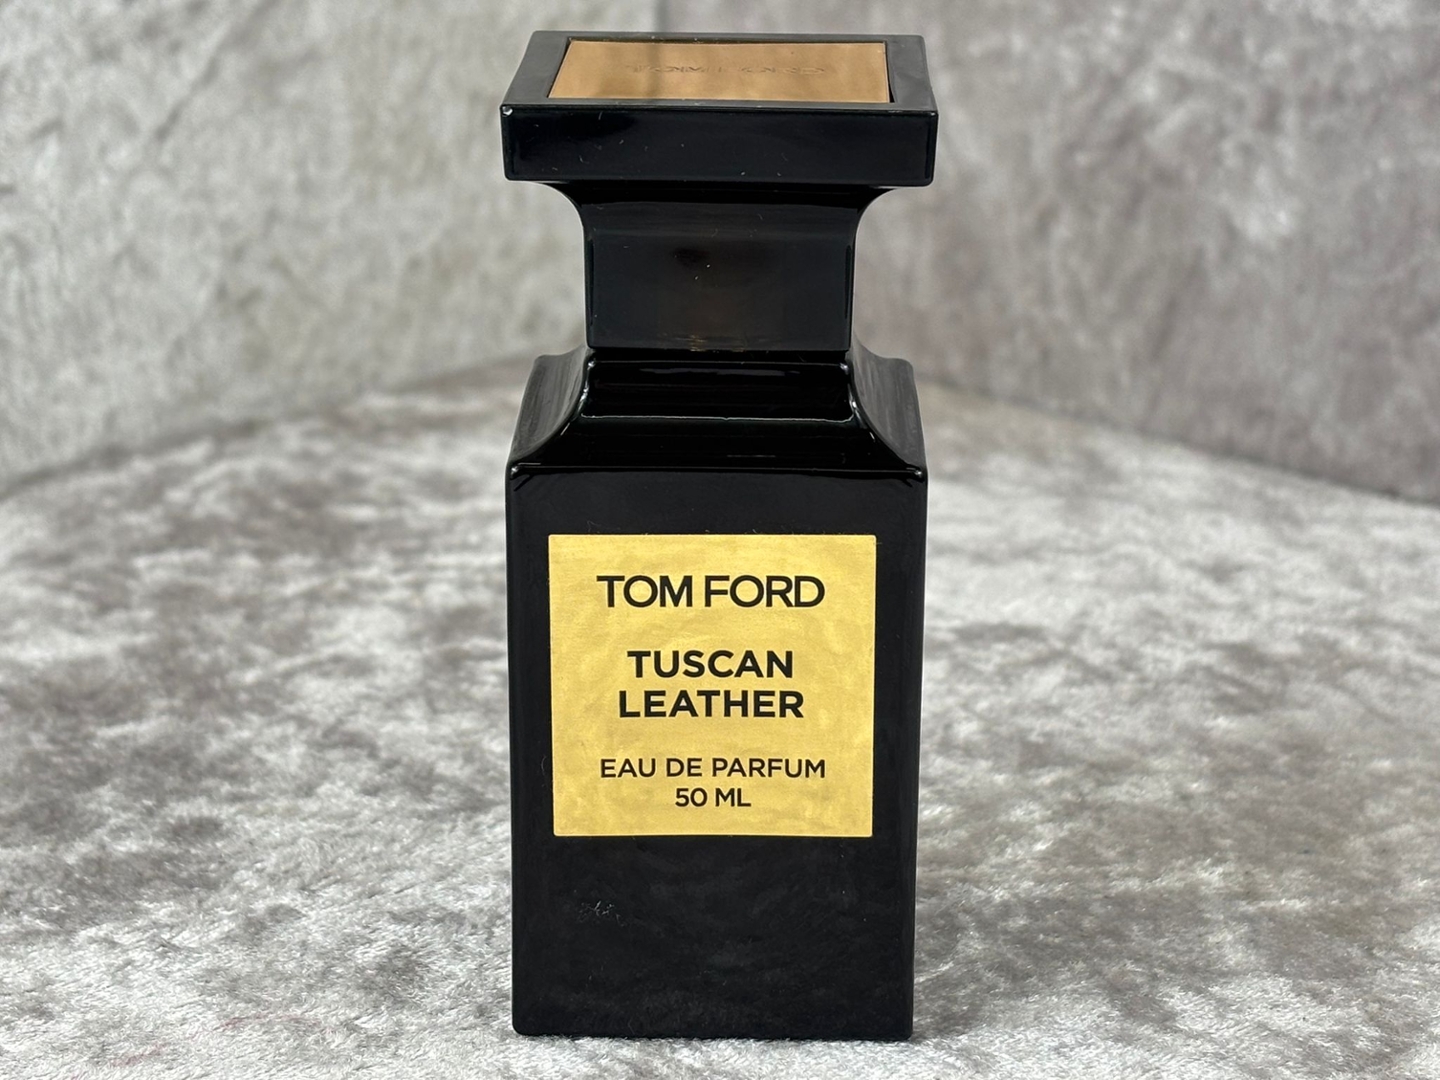 TOM FORD
TUSCAN
LEATHER
EAU DE PARFUM
50 ML